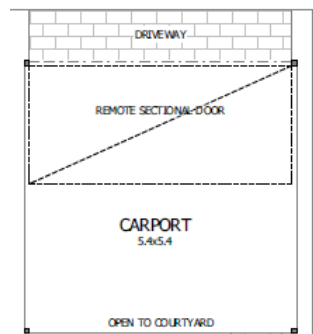 DRIVEWAY
REMOTE SECTIONAL DOOR
CARPORT
5.4x5.4
OPEN TO COURTYARD